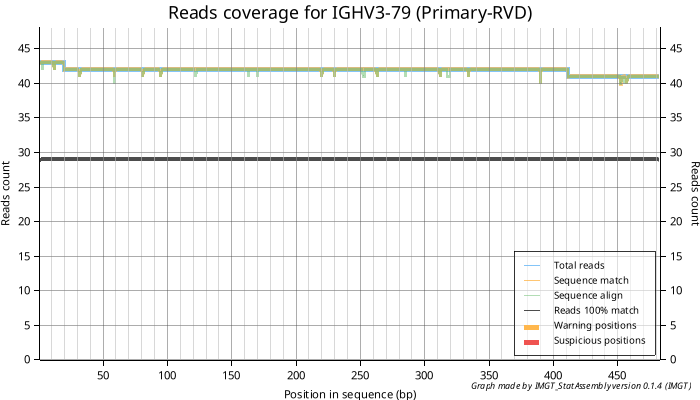 Reads coverage for IGHV3-79 (Primary-RVD)
45 45
40 40
35 35
30 30
25 25
20 20
15 15
10 10
5 5
0 0
Reads count
Reads count
Total reads
Sequence match
Sequence align
Reads 100% match
Warning positions
Suspicious positions
50 100 150 200 250 300 350 400 450
Position in sequence (bp)
Graph made by IMGT_StatAssembly version 0.1.4 (IMGT)